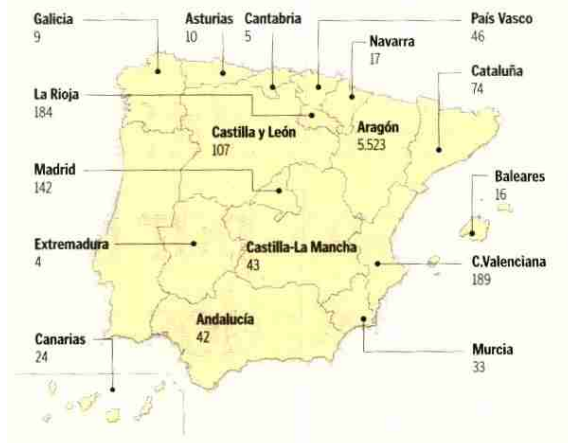 Galicia
9
Asturias
10
Cantabria
5
País Vasco
46
Navarra
17
Cataluña
74
La Rioja
184
Castilla y León
107
Aragón
5.523
Madrid
142
Baleares
16
Extremadura
4
Castilla-La Mancha
43
C.Valenciana
189
Andalucía
42
Canarias
24
Murcia
33